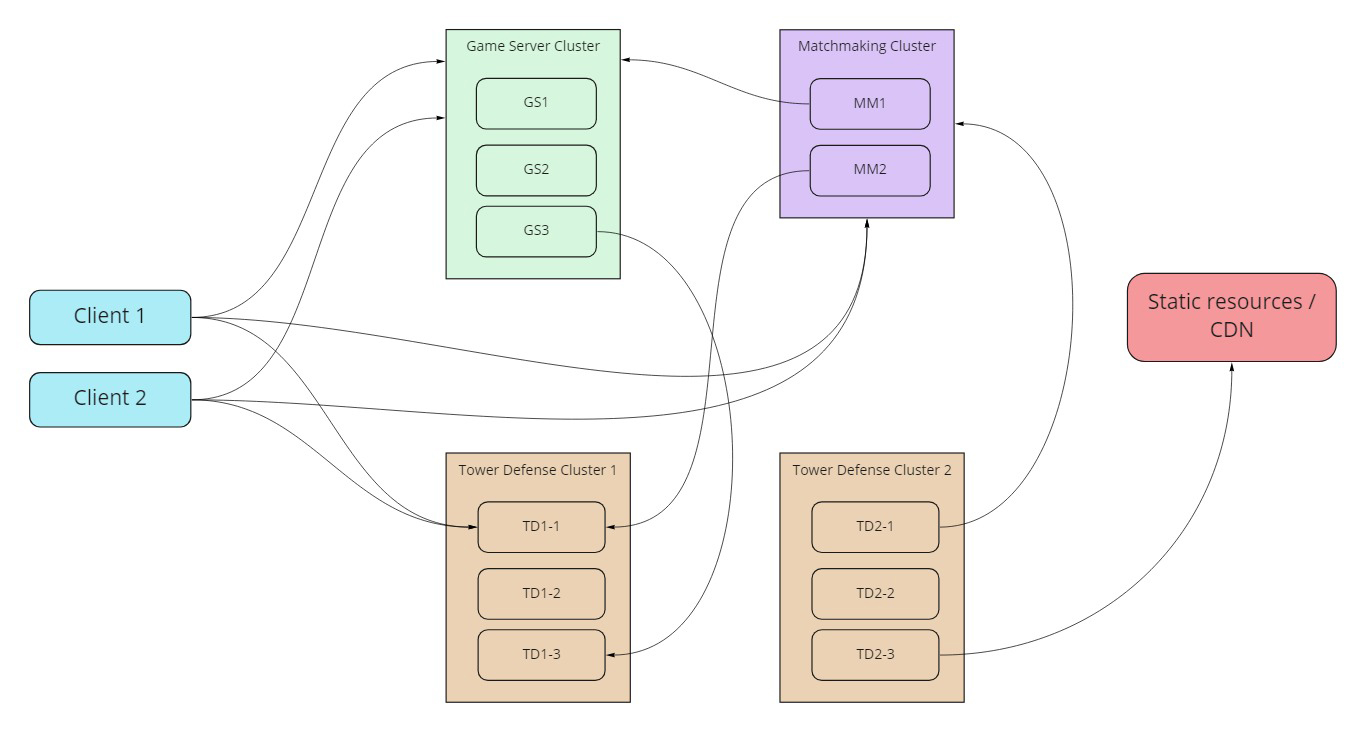 Game Server Cluster
GS1
GS2
GS3
Matchmaking Cluster
MM1
MM2
Client 1
Client 2
Static resources /
CDN
Tower Defense Cluster 1
TD1-1
TD1-2
TD1-3
Tower Defense Cluster 2
TD2-1
TD2-2
TD2-3